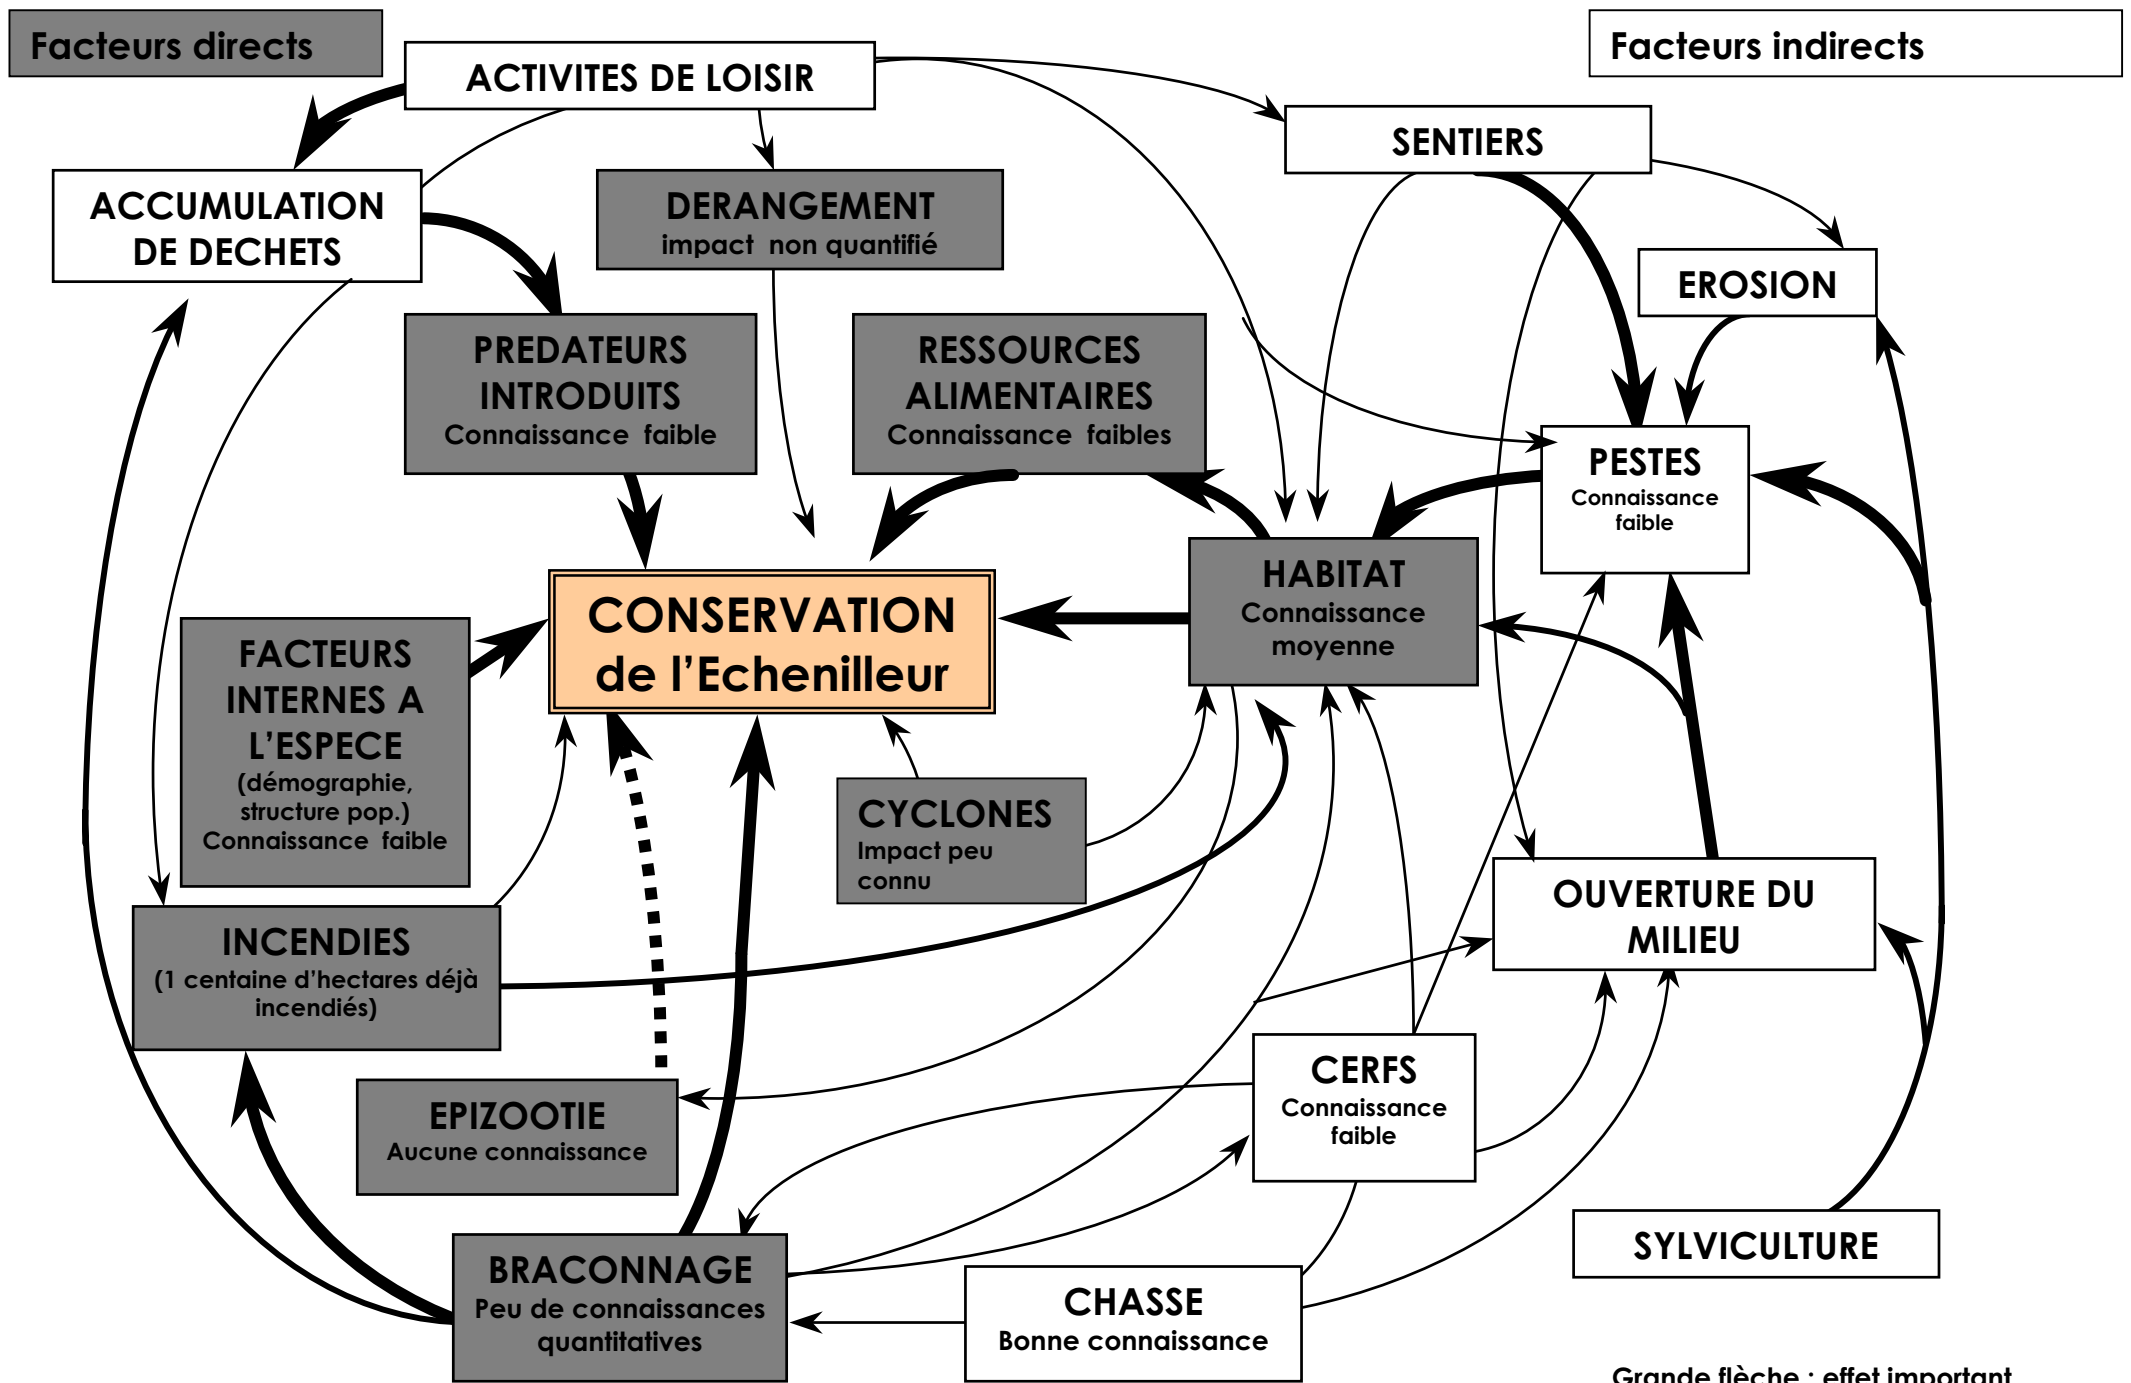 Facteurs directs
Facteurs indirects
ACTIVITES DE LOISIR
SENTIERS
ACCUMULATION
DE DECHETS
DERANGEMENT
impact non quantifié
EROSION
PREDATEURS
INTRODUITS
Connaissance faible
RESSOURCES
ALIMENTAIRES
Connaissance faibles
PESTES
Connaissance
faible
HABITAT
Connaissance
moyenne
CONSERVATION
de l’Echenilleur
FACTEURS
INTERNES A
L’ESPECE
(démographie,
structure pop.)
Connaissance faible
CYCLONES
Impact peu
connu
OUVERTURE DU
MILIEU
INCENDIES
(1 centaine d’hectares déjà
incendiés)
CERFS
Connaissance
faible
EPIZOOTIE
Aucune connaissance
SYLVICULTURE
BRACONNAGE
Peu de connaissances
quantitatives
CHASSE
Bonne connaissance
Grande flèche : effet important